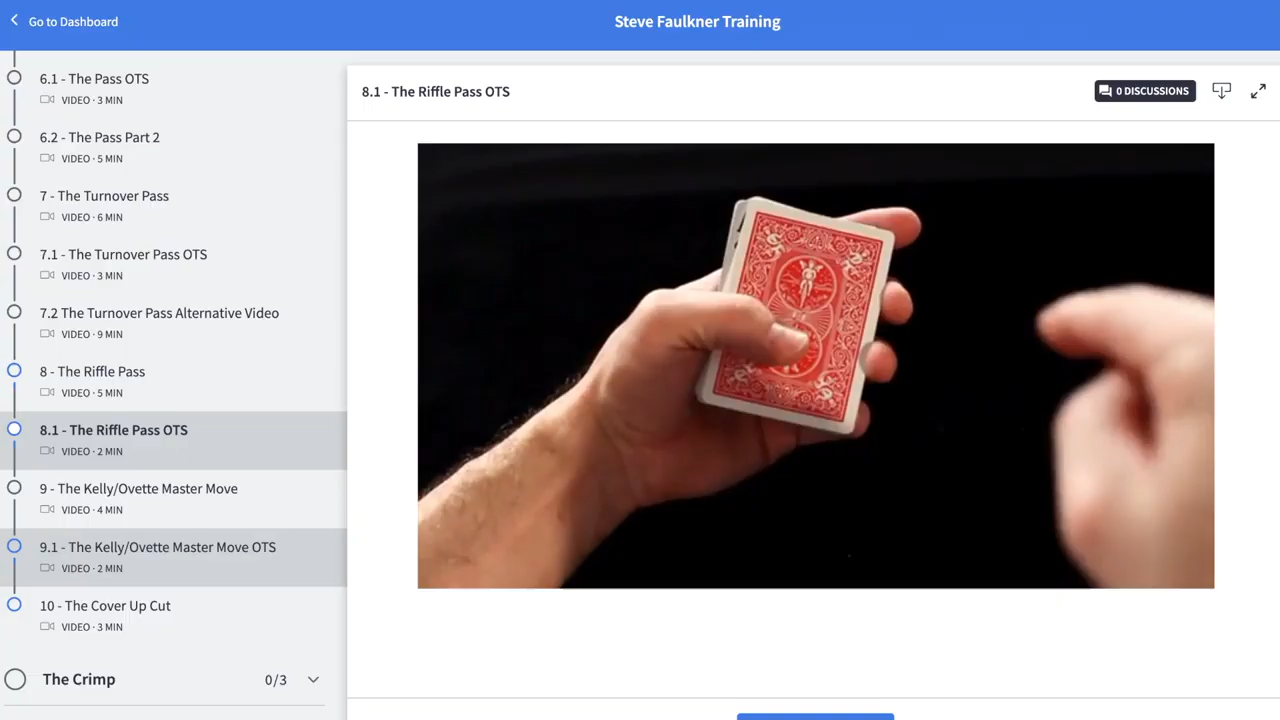 Go to Dashboard
Steve Faulkner Training
6.1 - The Pass OTS
VIDEO · 3 MIN
6.2 - The Pass Part 2
VIDEO · 5 MIN
7 - The Turnover Pass
VIDEO · 6 MIN
7.1 - The Turnover Pass OTS
VIDEO · 3 MIN
7.2 The Turnover Pass Alternative Video
VIDEO · 9 MIN
8 - The Riffle Pass
VIDEO · 5 MIN
8.1 - The Riffle Pass OTS
VIDEO · 2 MIN
9 - The Kelly/Ovette Master Move
VIDEO · 4 MIN
9.1 - The Kelly/Ovette Master Move OTS
VIDEO · 2 MIN
10 - The Cover Up Cut
VIDEO · 3 MIN
The Crimp 0/3
8.1 - The Riffle Pass OTS
0 DISCUSSIONS